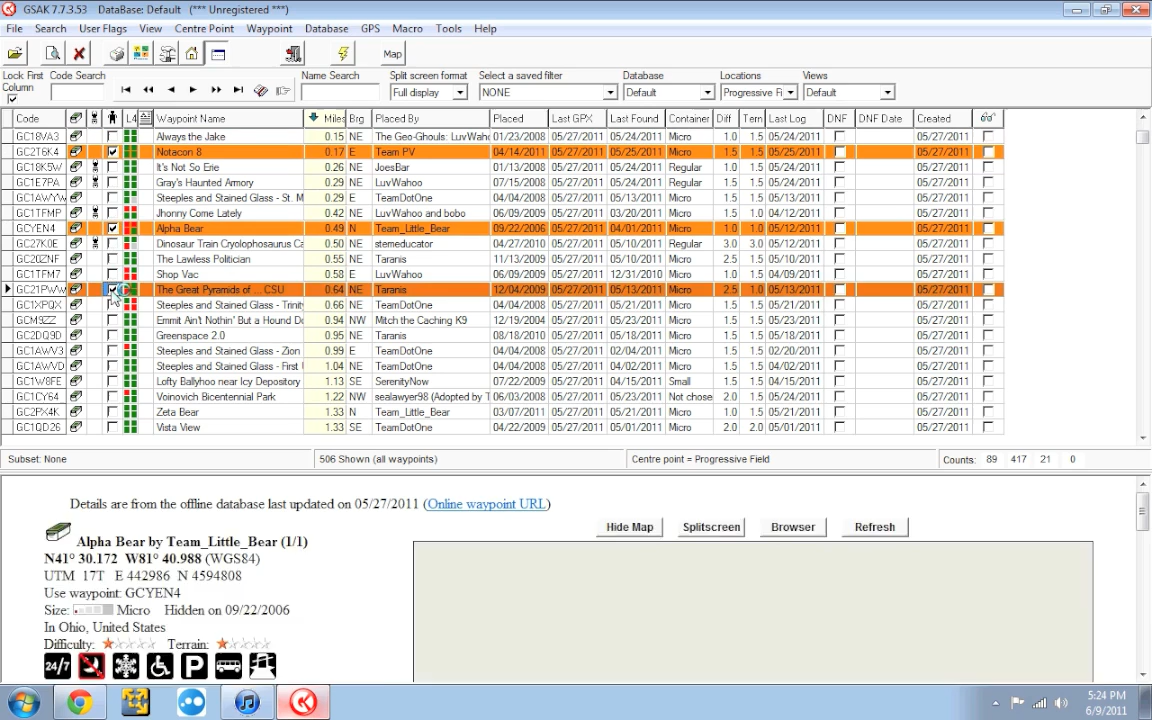 GSAK 7.7.3.53    DataBase: Default    (*** Unregistered ***)
File Search User Flags View Centre Point Waypoint Database GPS Macro Tools Help
Map
Lock First Column Code Search Name Search Split screen format Select a saved filter Database Locations Views
Full display NONE Default Progressive Fi Default
Code L4 Waypoint Name Miles Brg Placed By Placed Last GPX Last Found Container Diff Terr Last Log DNF DNF Date Created
GC18VA3 Always the Jake 0.15 NE The Geo-Ghouls: LuvWaho 01/23/2008 05/27/2011 05/24/2011 Micro 1.0 1.5 05/24/2011 05/27/2011
GC2T6K4 Notacon 8 0.17 E Team PV 04/14/2011 05/27/2011 05/25/2011 Micro 1.5 1.5 05/25/2011 05/27/2011
GC18K5W It's Not So Erie 0.26 NE JoesBar 01/13/2008 05/27/2011 05/24/2011 Regular 1.5 1.5 05/24/2011 05/27/2011
GC1E7PA Gray's Haunted Armory 0.29 NE LuvWahoo 07/15/2008 05/27/2011 05/24/2011 Regular 1.5 1.5 05/24/2011 05/27/2011
GC1AWYW Steeples and Stained Glass - St. M 0.29 E TeamDotOne 04/04/2008 05/27/2011 05/13/2011 Micro 1.5 1.5 05/13/2011 05/27/2011
GC1TFMP Jhonny Come Lately 0.42 NE LuvWahoo and bobo 06/09/2009 05/27/2011 03/20/2011 Micro 1.5 1.0 04/12/2011 05/27/2011
GCYEN4 Alpha Bear 0.49 N Team_Little_Bear 09/22/2006 05/27/2011 04/01/2011 Micro 1.0 1.0 05/12/2011 05/27/2011
GC27K0E Dinosaur Train Cryolophosaurus Ca 0.50 NE stemeducator 04/27/2010 05/27/2011 05/10/2011 Regular 3.0 3.0 05/10/2011 05/27/2011
GC20ZNF The Lawless Politician 0.55 NE Taranis 11/13/2009 05/27/2011 05/10/2011 Micro 2.5 1.0 05/10/2011 05/27/2011
GC1TFM7 Shop Vac 0.58 E LuvWahoo 06/09/2009 05/27/2011 12/31/2010 Micro 1.0 1.5 04/09/2011 05/27/2011
GC21PWW The Great Pyramids of ... CSU 0.64 NE Taranis 12/04/2009 05/27/2011 05/13/2011 Micro 2.5 1.0 05/13/2011 05/27/2011
GC1XPQX Steeples and Stained Glass - Trinity 0.66 NE TeamDotOne 04/04/2008 05/27/2011 05/21/2011 Micro 1.5 1.5 05/21/2011 05/27/2011
GCM9ZZ Emmit Ain't Nothin' But a Hound Do 0.94 NW Mitch the Caching K9 12/19/2004 05/27/2011 05/15/2011 Micro 1.5 1.5 05/15/2011 05/27/2011
GC2DQ9D Greenspace 2.0 0.95 NE Taranis 08/18/2010 05/27/2011 05/18/2011 Micro 1.5 1.5 05/18/2011 05/27/2011
GC1AWV3 Steeples and Stained Glass - Zion 0.99 E TeamDotOne 04/04/2008 05/27/2011 02/04/2011 Micro 1.5 1.5 02/20/2011 05/27/2011
GC1AWVD Steeples and Stained Glass - First 1.04 NE TeamDotOne 04/04/2008 05/27/2011 04/02/2011 Micro 1.5 1.5 04/02/2011 05/27/2011
GC1W8FE Lofty Ballyhoo near Icy Depository 1.13 SE SerenityNow 07/22/2009 05/27/2011 04/15/2011 Small 1.5 1.5 04/15/2011 05/27/2011
GC1CY64 Voinovich Bicentennial Park 1.22 NW sealawyer98 (Adopted by T 06/03/2008 05/27/2011 05/23/2011 Not chose 2.0 1.5 05/23/2011 05/27/2011
GC2PX4K Zeta Bear 1.33 N Team_Little_Bear 03/07/2011 05/27/2011 05/21/2011 Micro 1.0 1.5 05/21/2011 05/27/2011
GC1QD26 Vista View 1.33 N TeamDotOne 04/22/2009 05/27/2011 05/01/2011 Micro 2.0 2.0 05/01/2011 05/27/2011
Subset: None 506 Shown (all waypoints) Centre point = Progressive Field Counts: 89 417 21 0
Details are from the offline database last updated on 05/27/2011 (Online waypoint URL)
Hide Map Splitscreen Browser Refresh
Alpha Bear by Team_Little_Bear (1/1)
N41° 30.172 W81° 40.988 (WGS84)
UTM 17T E 442986 N 4594808
Use waypoint: GCYEN4
Size: Micro Hidden on 09/22/2006
In Ohio, United States
Difficulty: Terrain:
24/7 P
5:24 PM
6/9/2011